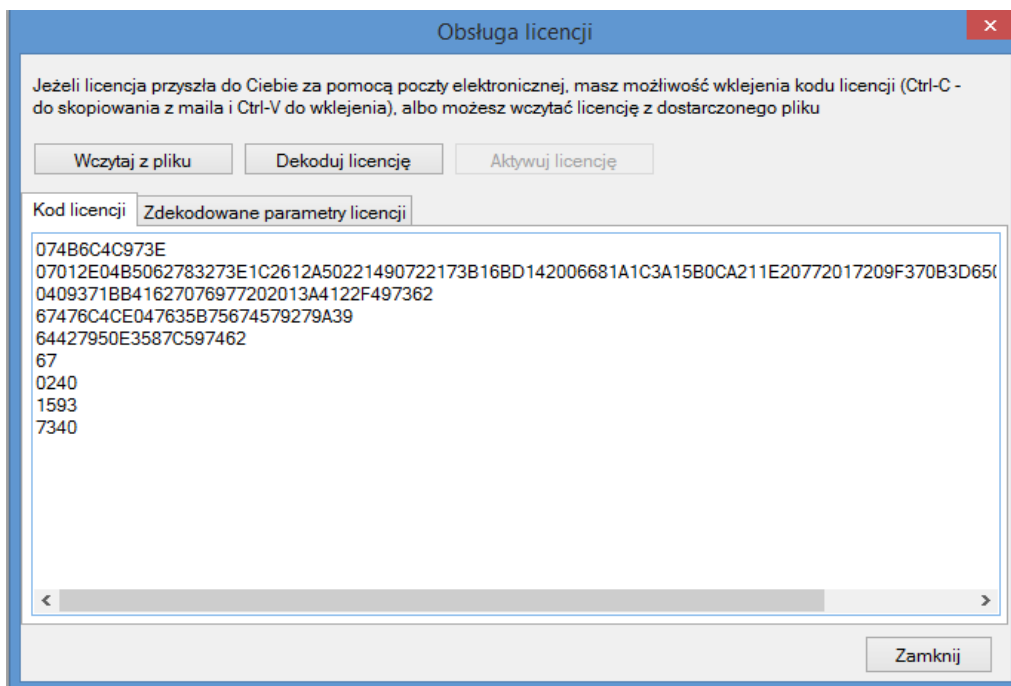 Obsługa licencji
Jeżeli licencja przyszła do Ciebie za pomocą poczty elektronicznej, masz możliwość wklejenia kodu licencji (Ctrl-C -
do skopiowania z maila i Ctrl-V do wklejenia), albo możesz wczytać licencję z dostarczonego pliku
Wczytaj z pliku Dekoduj licencję Aktywuj licencję
Kod licencji Zdekodowane parametry licencji
074B6C4C973E
07012E04B5062783273E1C2612A50221490722173B16BD142006681A1C3A15B0CA211E20772017209F370B3D650
0409371BB41627076977202013A4122F497362
67476C4CE047635B75674579279A39
64427950E3587C597462
67
0240
1593
7340
Zamknij